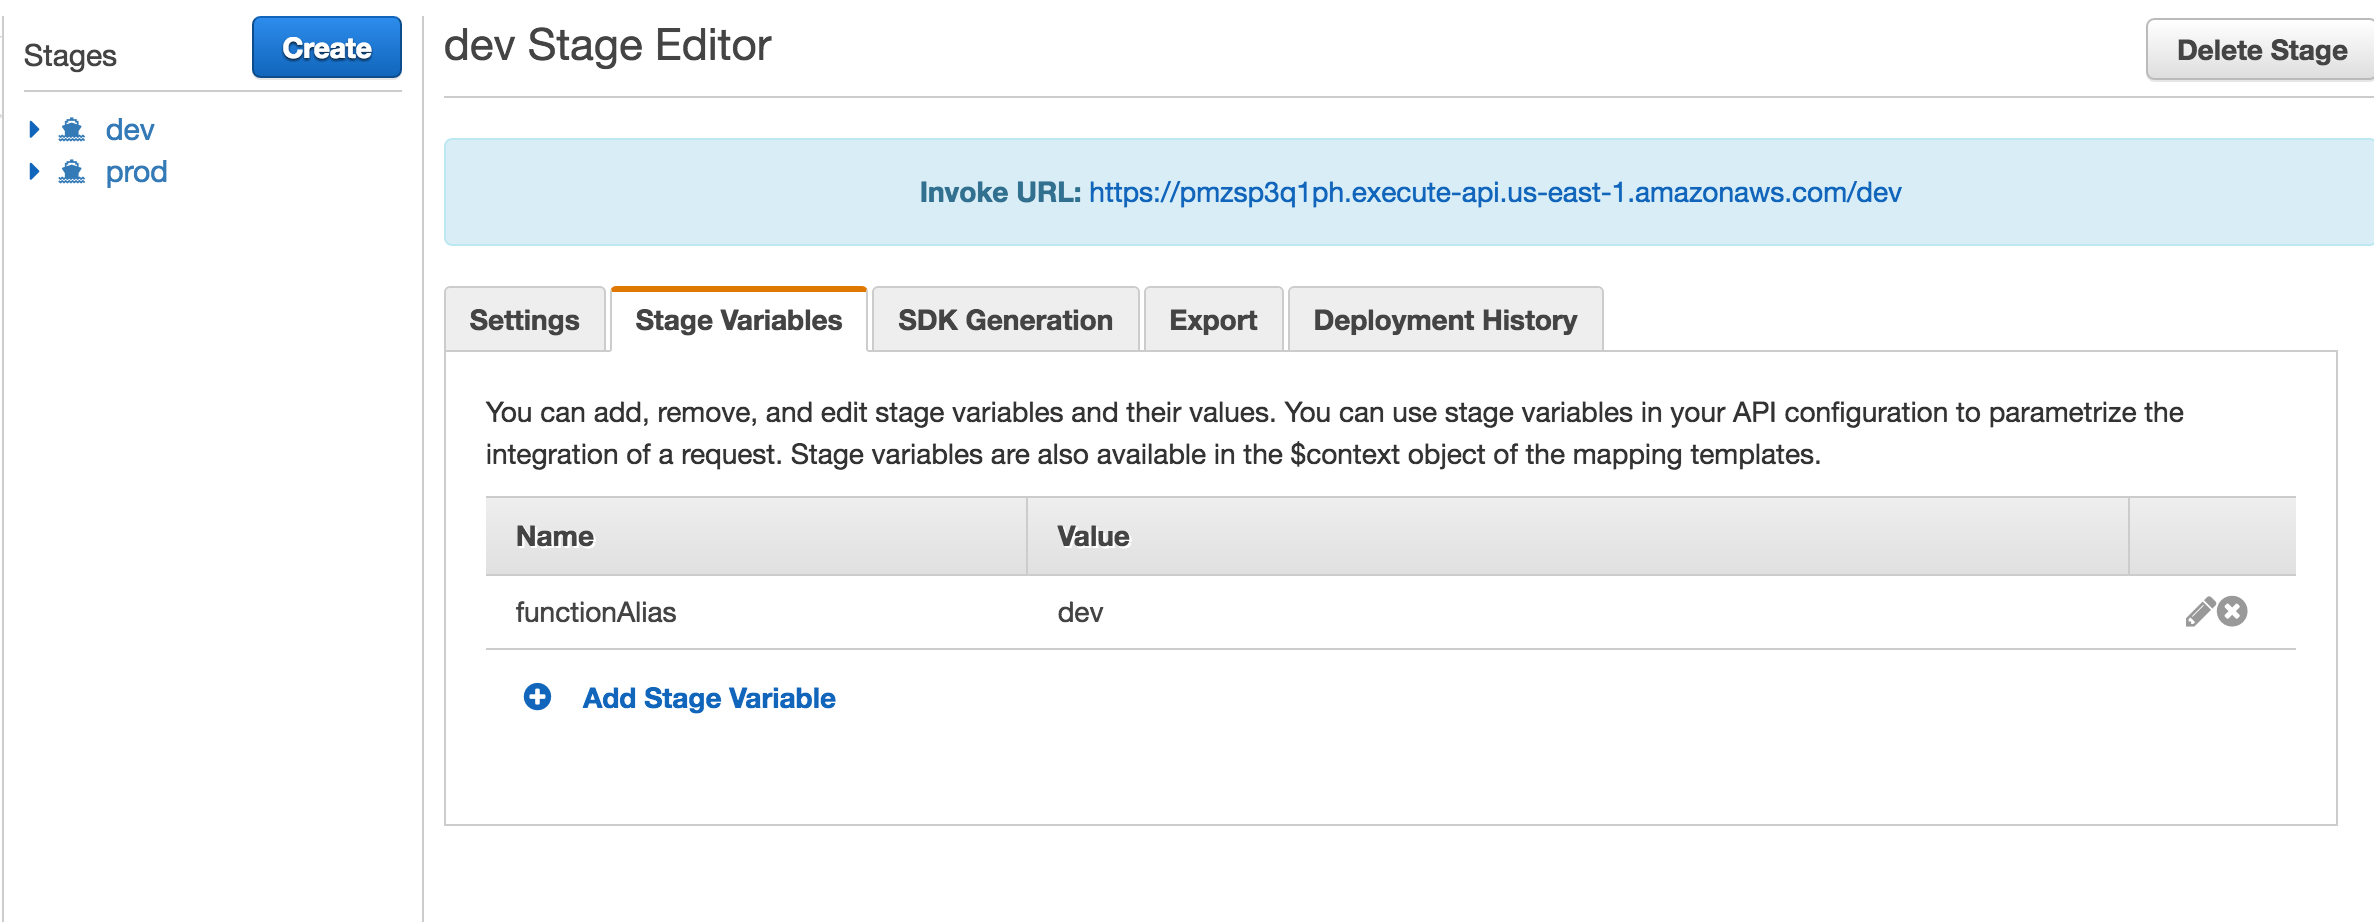 Stages
Create
dev
prod
dev Stage Editor
Delete Stage
Invoke URL: https://pmzsp3q1ph.execute-api.us-east-1.amazonaws.com/dev
Settings
Stage Variables
SDK Generation
Export
Deployment History
You can add, remove, and edit stage variables and their values. You can use stage variables in your API configuration to parametrize the
integration of a request. Stage variables are also available in the $context object of the mapping templates.
Name
Value
functionAlias
dev
Add Stage Variable